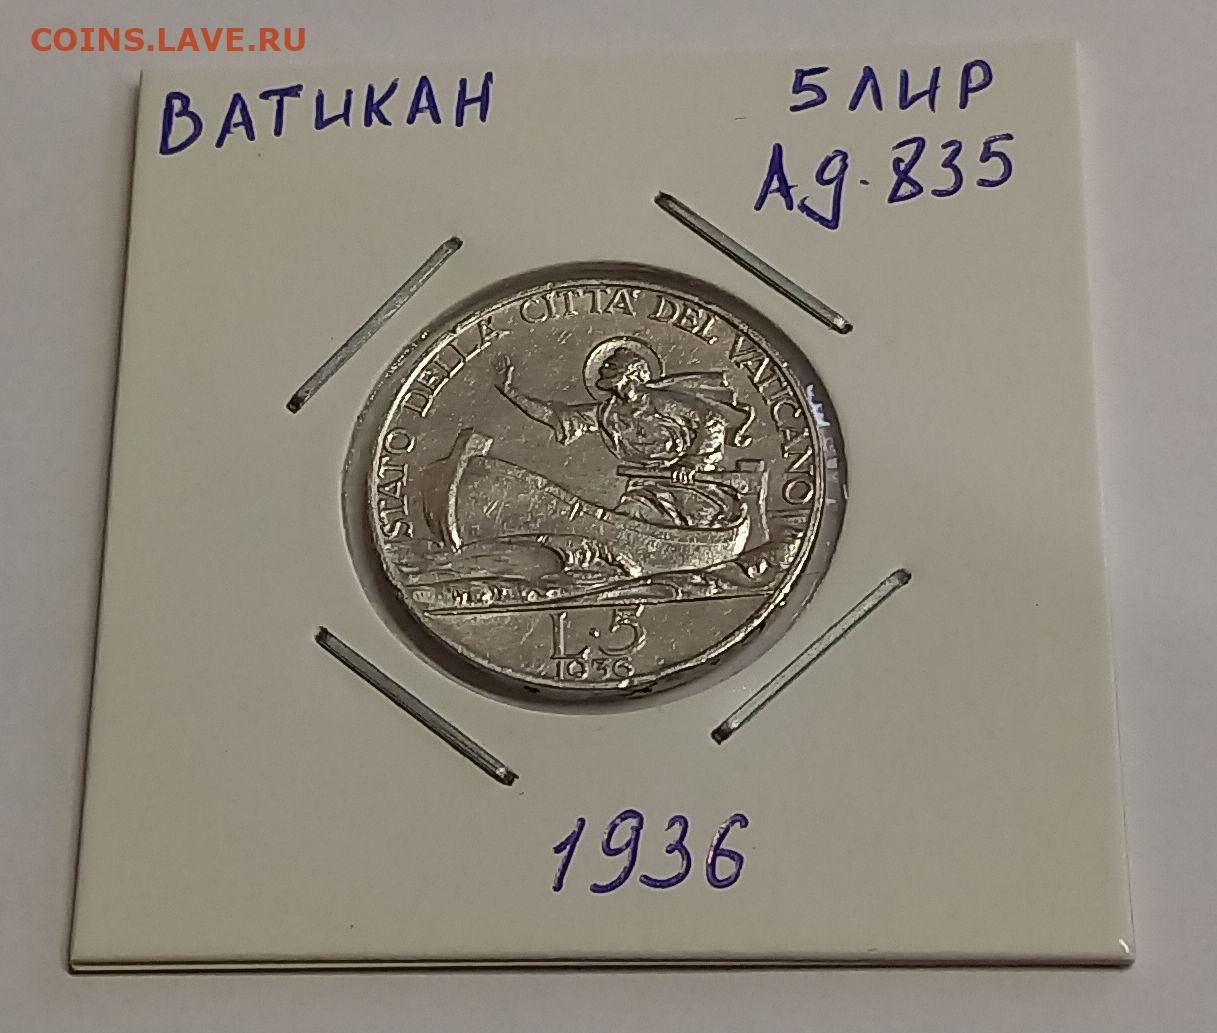 COINS.LAVE.RU
ВАТИКАН
5 ЛИР
Ag. 835
STATO DELLA CITTA' DEL VATICANO
L·5
1936
1936